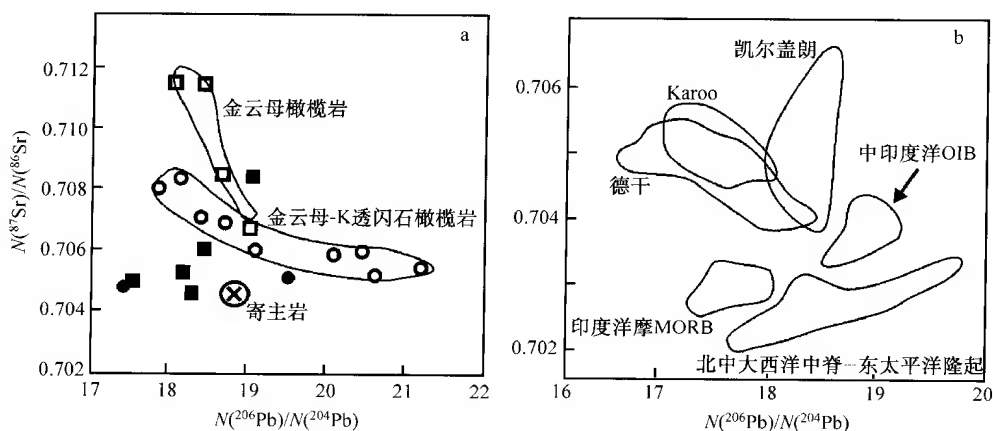 a
0.712
0.710
0.708
0.706
0.704
0.702
N(⁸⁷Sr)/N(⁸⁶Sr)
金云母橄榄岩
金云母-K透闪石橄榄岩
寄主岩
17 18 19 20 21 22
N(²⁰⁶Pb)/N(²⁰⁴Pb)
b
0.706
0.704
0.702
凯尔盖朗
Karoo
中印度洋OIB
德干
印度洋摩MORB
北中大西洋中脊—东太平洋隆起
16 17 18 19 20
N(²⁰⁶Pb)/N(²⁰⁴Pb)